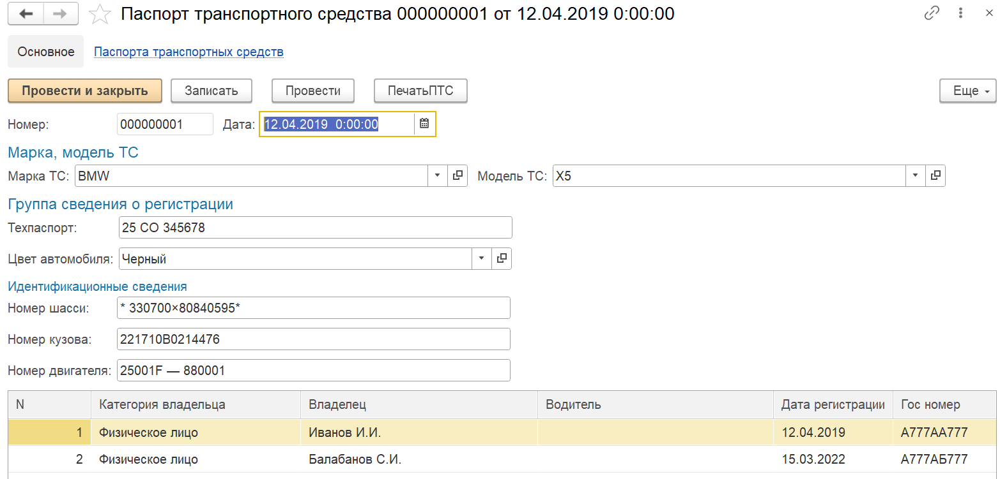 Паспорт транспортного средства 000000001 от 12.04.2019 0:00:00
Основное Паспорта транспортных средств
Провести и закрыть Записать Провести ПечатьПТС Еще
Номер: 000000001 Дата: 12.04.2019 0:00:00
Марка, модель ТС
Марка ТС: BMW Модель ТС: X5
Группа сведения о регистрации
Техпаспорт: 25 СО 345678
Цвет автомобиля: Черный
Идентификационные сведения
Номер шасси: * 330700×80840595*
Номер кузова: 221710В0214476
Номер двигателя: 25001F — 880001
N Категория владельца Владелец Водитель Дата регистрации Гос номер
1 Физическое лицо Иванов И.И. 12.04.2019 А777АА777
2 Физическое лицо Балабанов С.И. 15.03.2022 А777АБ777